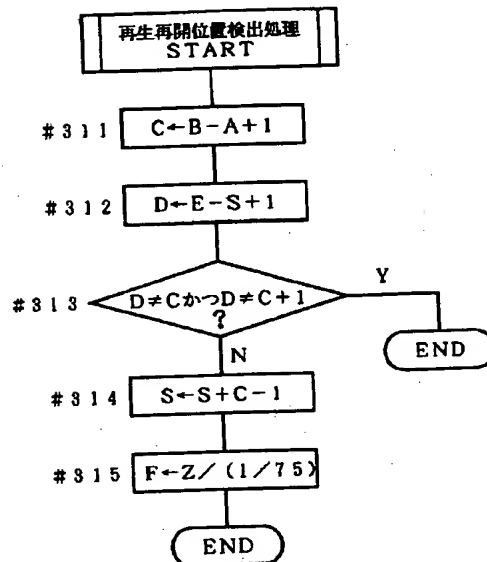 再生再開位置検出処理
START
#311
C←B-A+1
#312
D←E-S+1
#313
D≠CかつD≠C+1
?
Y
END
N
#314
S←S+C-1
#315
F←Z/(1/75)
END